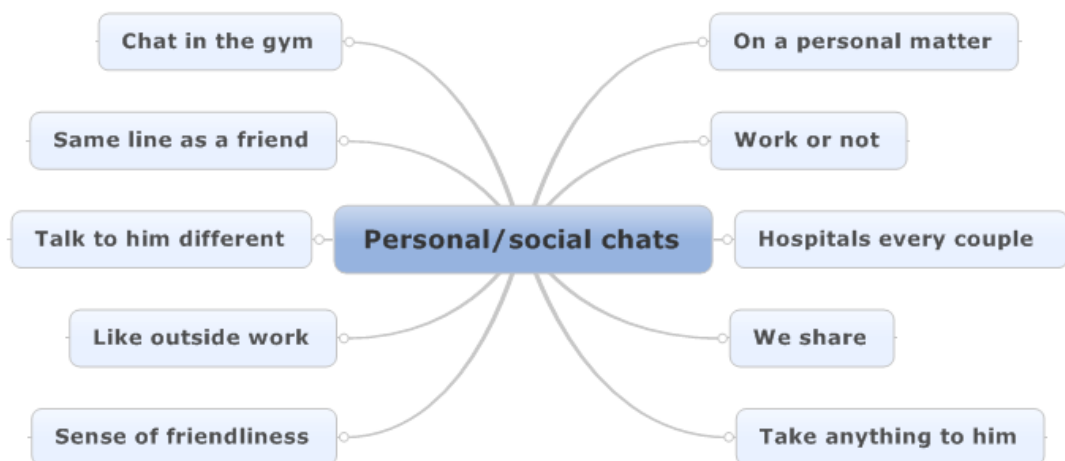 Chat in the gym
On a personal matter
Same line as a friend
Work or not
Talk to him different
Personal/social chats
Hospitals every couple
Like outside work
We share
Sense of friendliness
Take anything to him